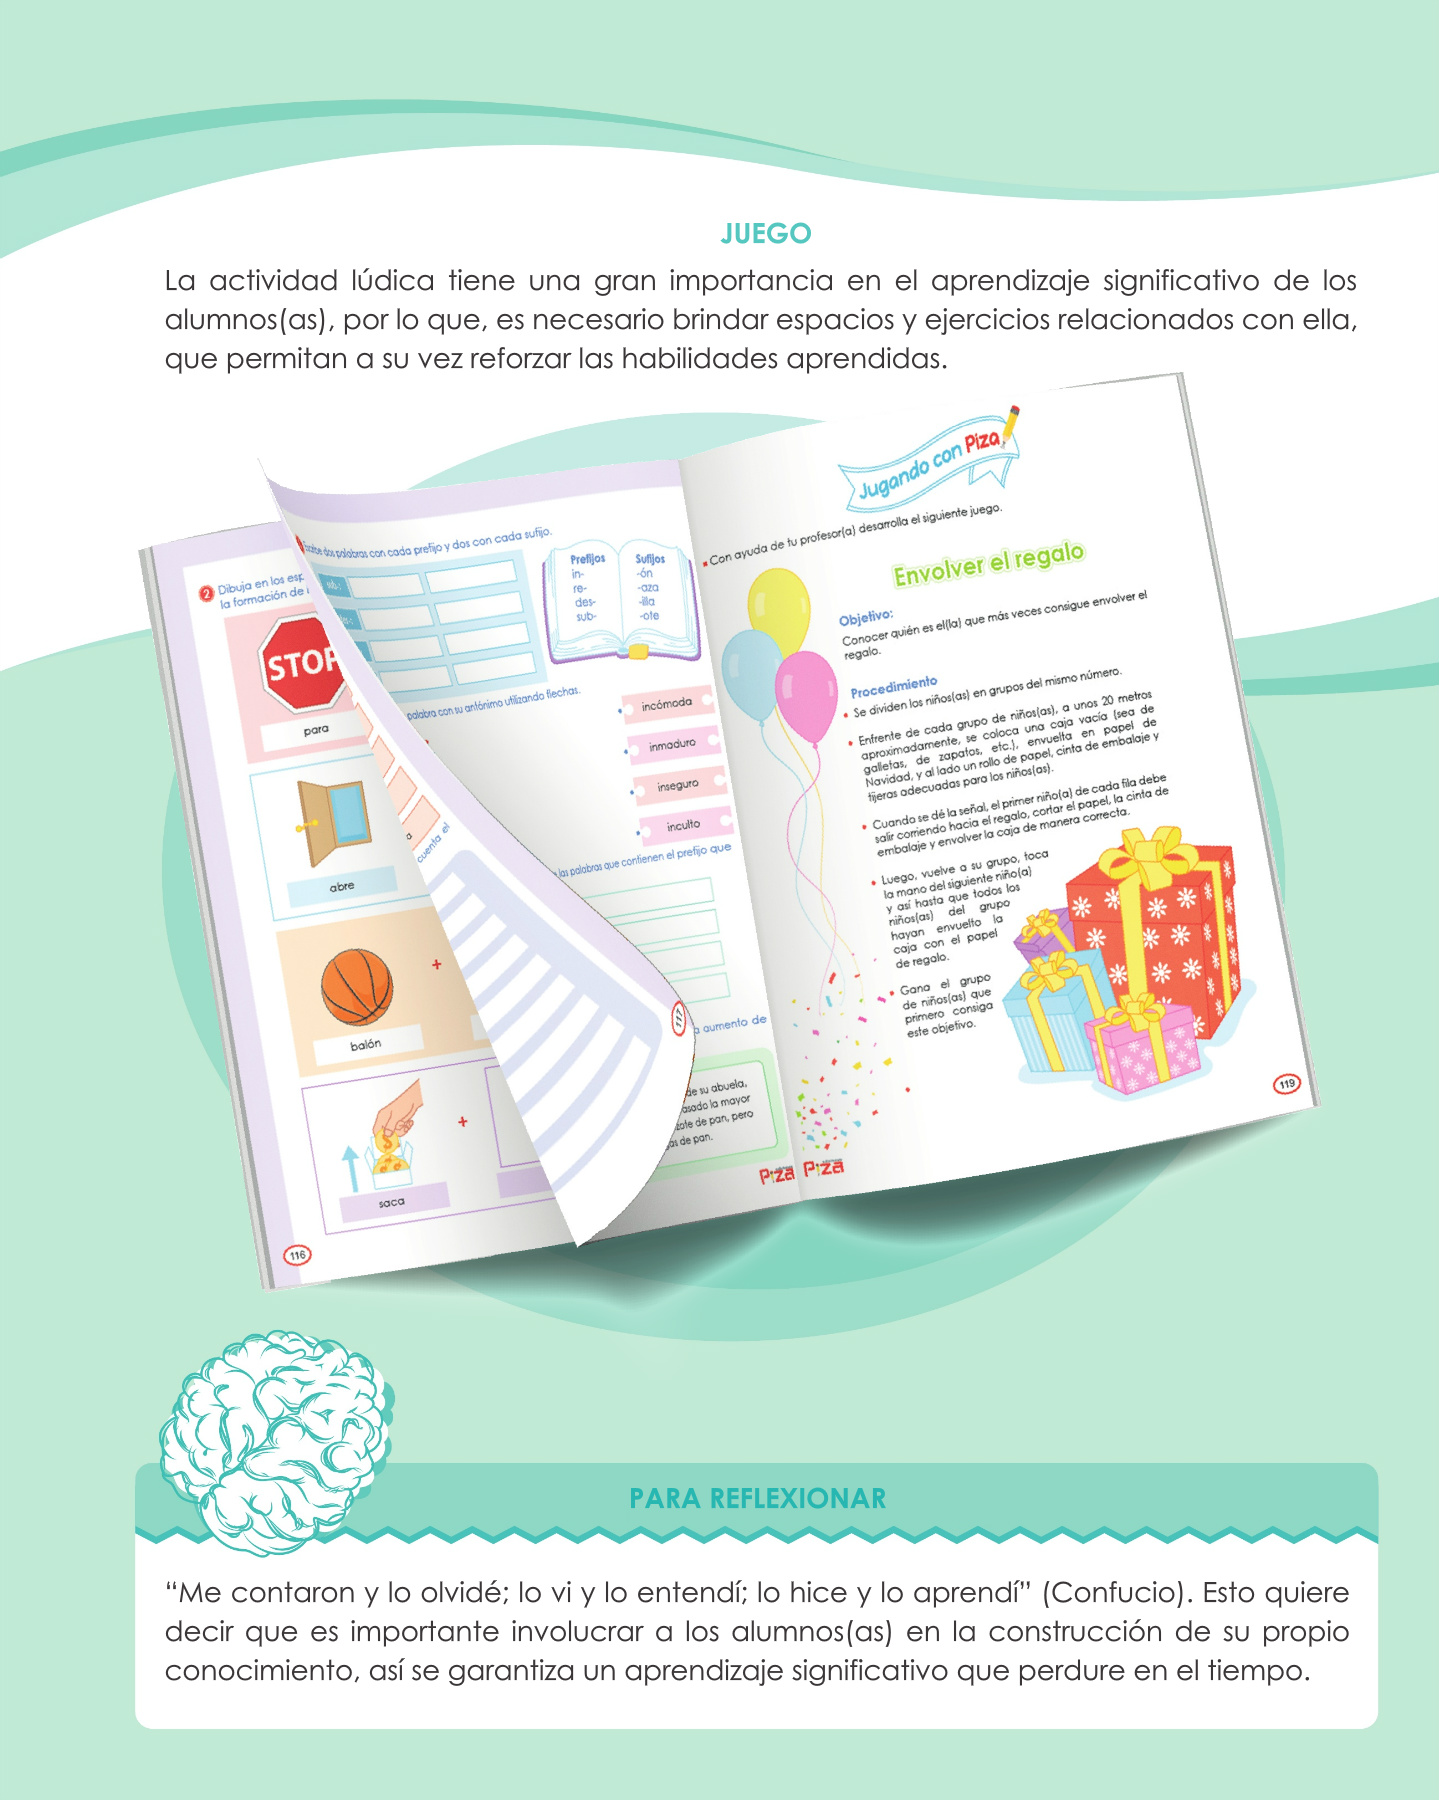 JUEGO
La actividad lúdica tiene una gran importancia en el aprendizaje significativo de los
alumnos(as), por lo que, es necesario brindar espacios y ejercicios relacionados con ella,
que permitan a su vez reforzar las habilidades aprendidas.
2 Dibuja en los
la formación de
STOP
para
abre
balón
+
saca
+
116
dos palabras con cada prefijo y dos con cada sufijo.
sub-:
Prefijos
in-
re-
des-
sub-
Sufijos
-ón
-aza
-illa
-ote
palabra con su antónimo utilizando flechas.
incómoda
inmaduro
inseguro
inculto
cuenta el
las palabras que contienen el prefijo que
117
aumento de
de su abuela,
la mayor
de pan, pero
de pan.
Piza
Jugando con Piza
Con ayuda de tu profesor(a) desarrolla el siguiente juego.
Envolver el regalo
Objetivo:
Conocer quién es el(la) que más veces consigue envolver el
regalo.
Procedimiento
• Se dividen los niños(as) en grupos del mismo número.
• Enfrente de cada grupo de niños(as), a unos 20 metros
aproximadamente, se coloca una caja vacía (sea de
galletas, de zapatos, etc.), envuelta en papel de
Navidad, y al lado un rollo de papel, cinta de embalaje y
tijeras adecuadas para los niños(as).
• Cuando se dé la señal, el primer niño(a) de cada fila debe
salir corriendo hacia el regalo, cortar el papel, la cinta de
embalaje y envolver la caja de manera correcta.
• Luego, vuelve a su grupo, toca
la mano del siguiente niño(a)
y así hasta que todos los
niños(as) del grupo
hayan envuelto la
caja con el papel
de regalo.
• Gana el grupo
de niños(as) que
primero consiga
este objetivo.
Piza
119
PARA REFLEXIONAR
“Me contaron y lo olvidé; lo vi y lo entendí; lo hice y lo aprendí” (Confucio). Esto quiere
decir que es importante involucrar a los alumnos(as) en la construcción de su propio
conocimiento, así se garantiza un aprendizaje significativo que perdure en el tiempo.